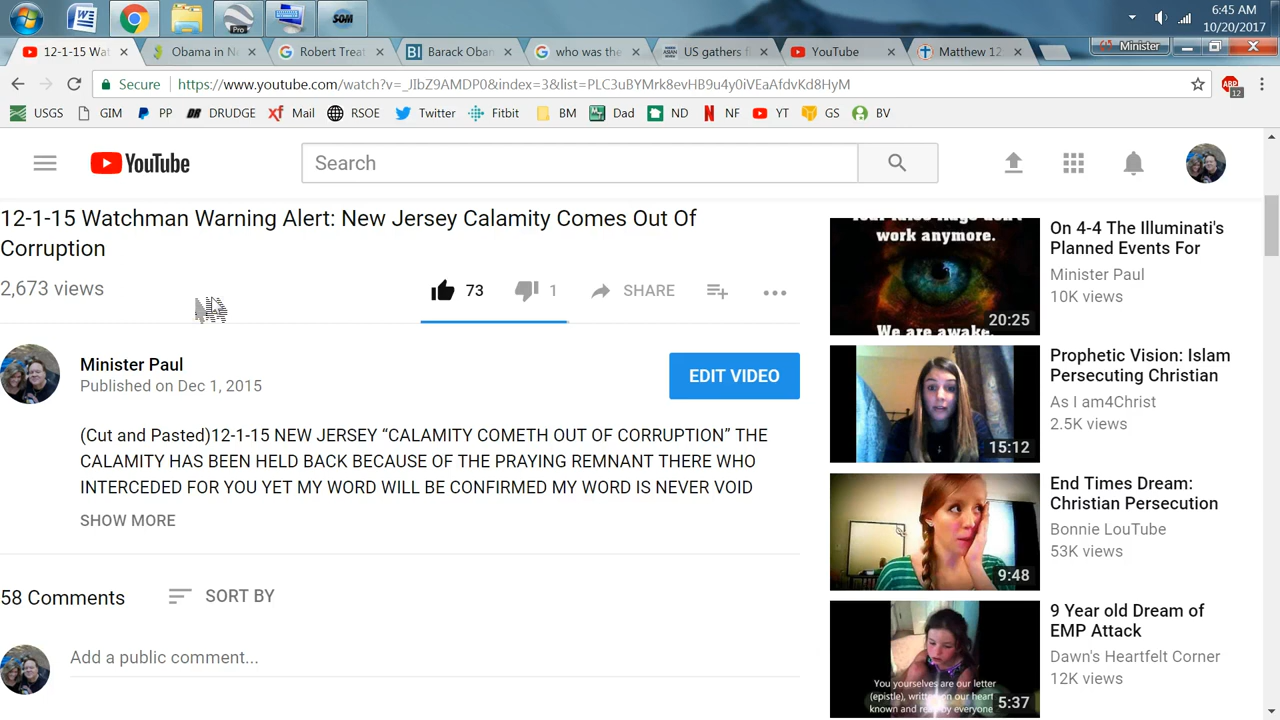 Pro
SOM
6:45 AM
10/20/2017
12-1-15 Wat
Obama in N
Robert Treat
Barack Obam
who was the
US gathers f
YouTube
Matthew 12
Minister
Secure
https://www.youtube.com/watch?v=_JIbZ9AMDP0&index=3&list=PLC3uBYMrk8evHB9u4y0iVEaAfdvKd8HyM
ABP
12
USGS
GIM
PP
DRUDGE
Mail
RSOE
Twitter
Fitbit
BM
Dad
ND
NF
YT
GS
BV
YouTube
Search
12-1-15 Watchman Warning Alert: New Jersey Calamity Comes Out Of
Corruption
2,673 views
73
1
SHARE
Minister Paul
Published on Dec 1, 2015
EDIT VIDEO
(Cut and Pasted)12-1-15 NEW JERSEY “CALAMITY COMETH OUT OF CORRUPTION” THE
CALAMITY HAS BEEN HELD BACK BECAUSE OF THE PRAYING REMNANT THERE WHO
INTERCEDED FOR YOU YET MY WORD WILL BE CONFIRMED MY WORD IS NEVER VOID
SHOW MORE
58 Comments
SORT BY
Add a public comment...
work anymore.
We are awake.
20:25
On 4-4 The Illuminati's
Planned Events For
Minister Paul
10K views
15:12
Prophetic Vision: Islam
Persecuting Christian
As I am4Christ
2.5K views
9:48
End Times Dream:
Christian Persecution
Bonnie LouTube
53K views
You yourselves are our letter
(epistle), written on our heart
known and read by everyone
5:37
9 Year old Dream of
EMP Attack
Dawn's Heartfelt Corner
12K views